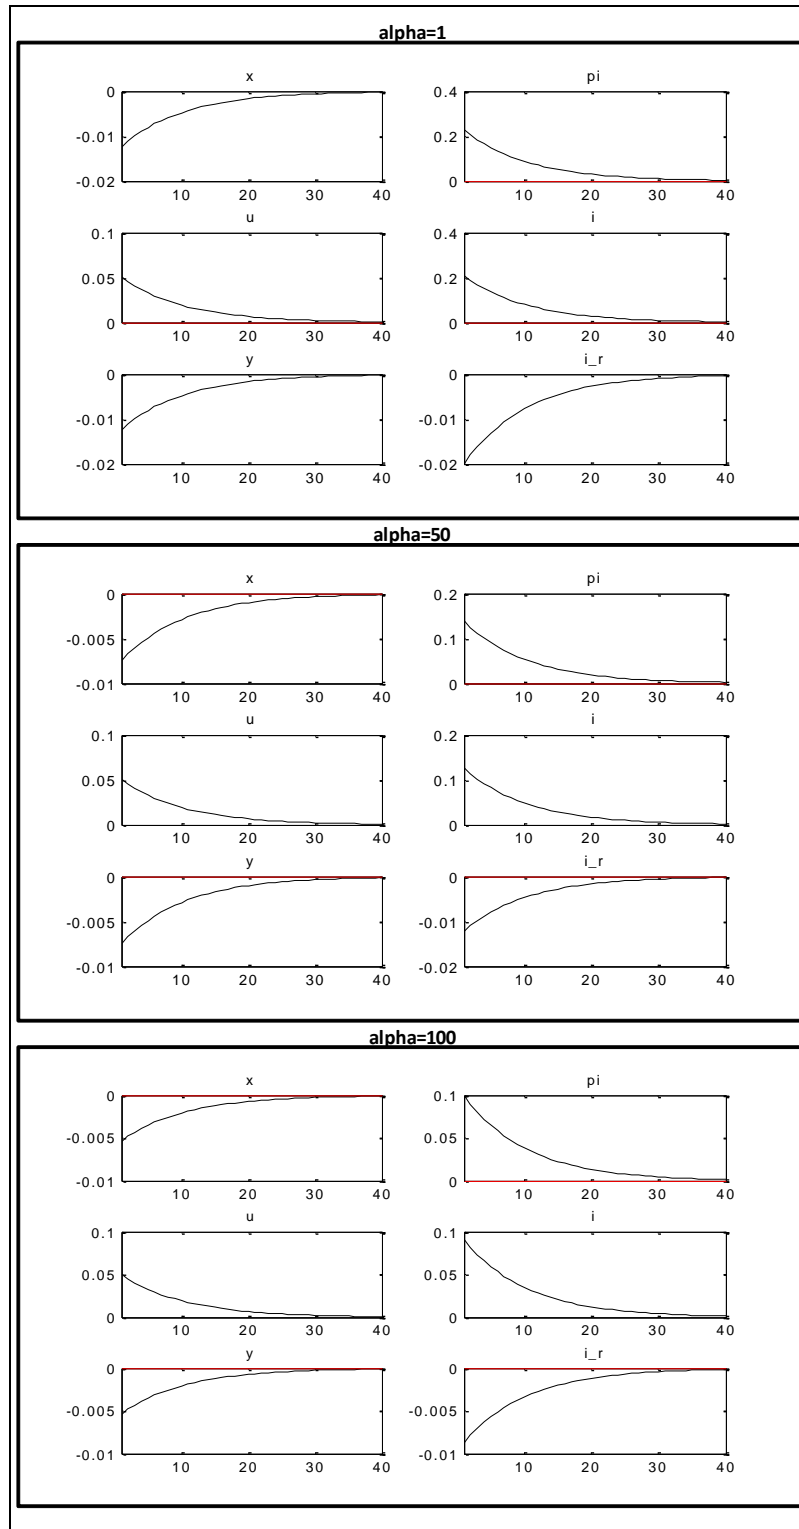 alpha=1
x pi
0 0.4
-0.01 0.2
-0.02 0
10 20 30 40 10 20 30 40
u i
0.1 0.4
0.05 0.2
0 0
10 20 30 40 10 20 30 40
y i_r
0 0
-0.01 -0.01
-0.02 -0.02
10 20 30 40 10 20 30 40
alpha=50
x pi
0 0.2
-0.005 0.1
-0.01 0
10 20 30 40 10 20 30 40
u i
0.1 0.2
0.05 0.1
0 0
10 20 30 40 10 20 30 40
y i_r
0 0
-0.005 -0.01
-0.01 -0.02
10 20 30 40 10 20 30 40
alpha=100
x pi
0 0.1
-0.005 0.05
-0.01 0
10 20 30 40 10 20 30 40
u i
0.1 0.1
0.05 0.05
0 0
10 20 30 40 10 20 30 40
y i_r
0 0
-0.005 -0.005
-0.01 -0.01
10 20 30 40 10 20 30 40